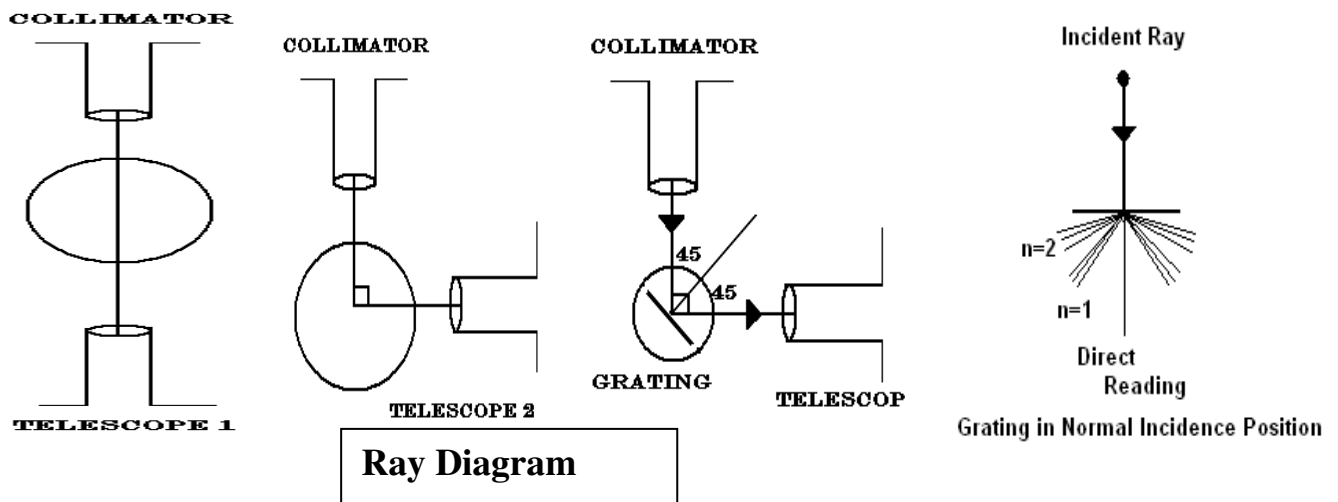 COLLIMATOR
TELESCOPE 1
COLLIMATOR
TELESCOPE 2
COLLIMATOR
45
45
GRATING
TELESCOP
Incident Ray
n=2
n=1
Direct
Reading
Grating in Normal Incidence Position
Ray Diagram